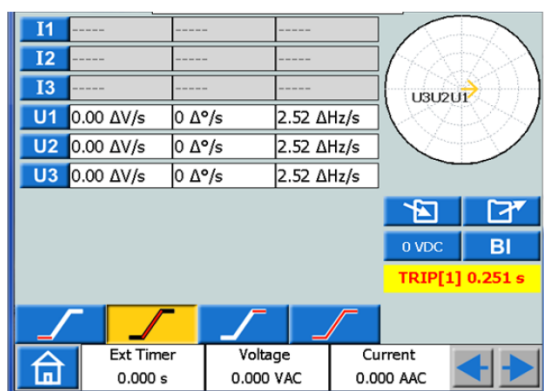 I1 ----- ----- -----
I2 ----- ----- -----
I3 ----- ----- -----
U1 0.00 ΔV/s 0 Δ°/s 2.52 ΔHz/s
U2 0.00 ΔV/s 0 Δ°/s 2.52 ΔHz/s
U3 0.00 ΔV/s 0 Δ°/s 2.52 ΔHz/s
U3U2U1
0 VDC BI
TRIP[1] 0.251 s
Ext Timer Voltage Current
0.000 s 0.000 VAC 0.000 AAC